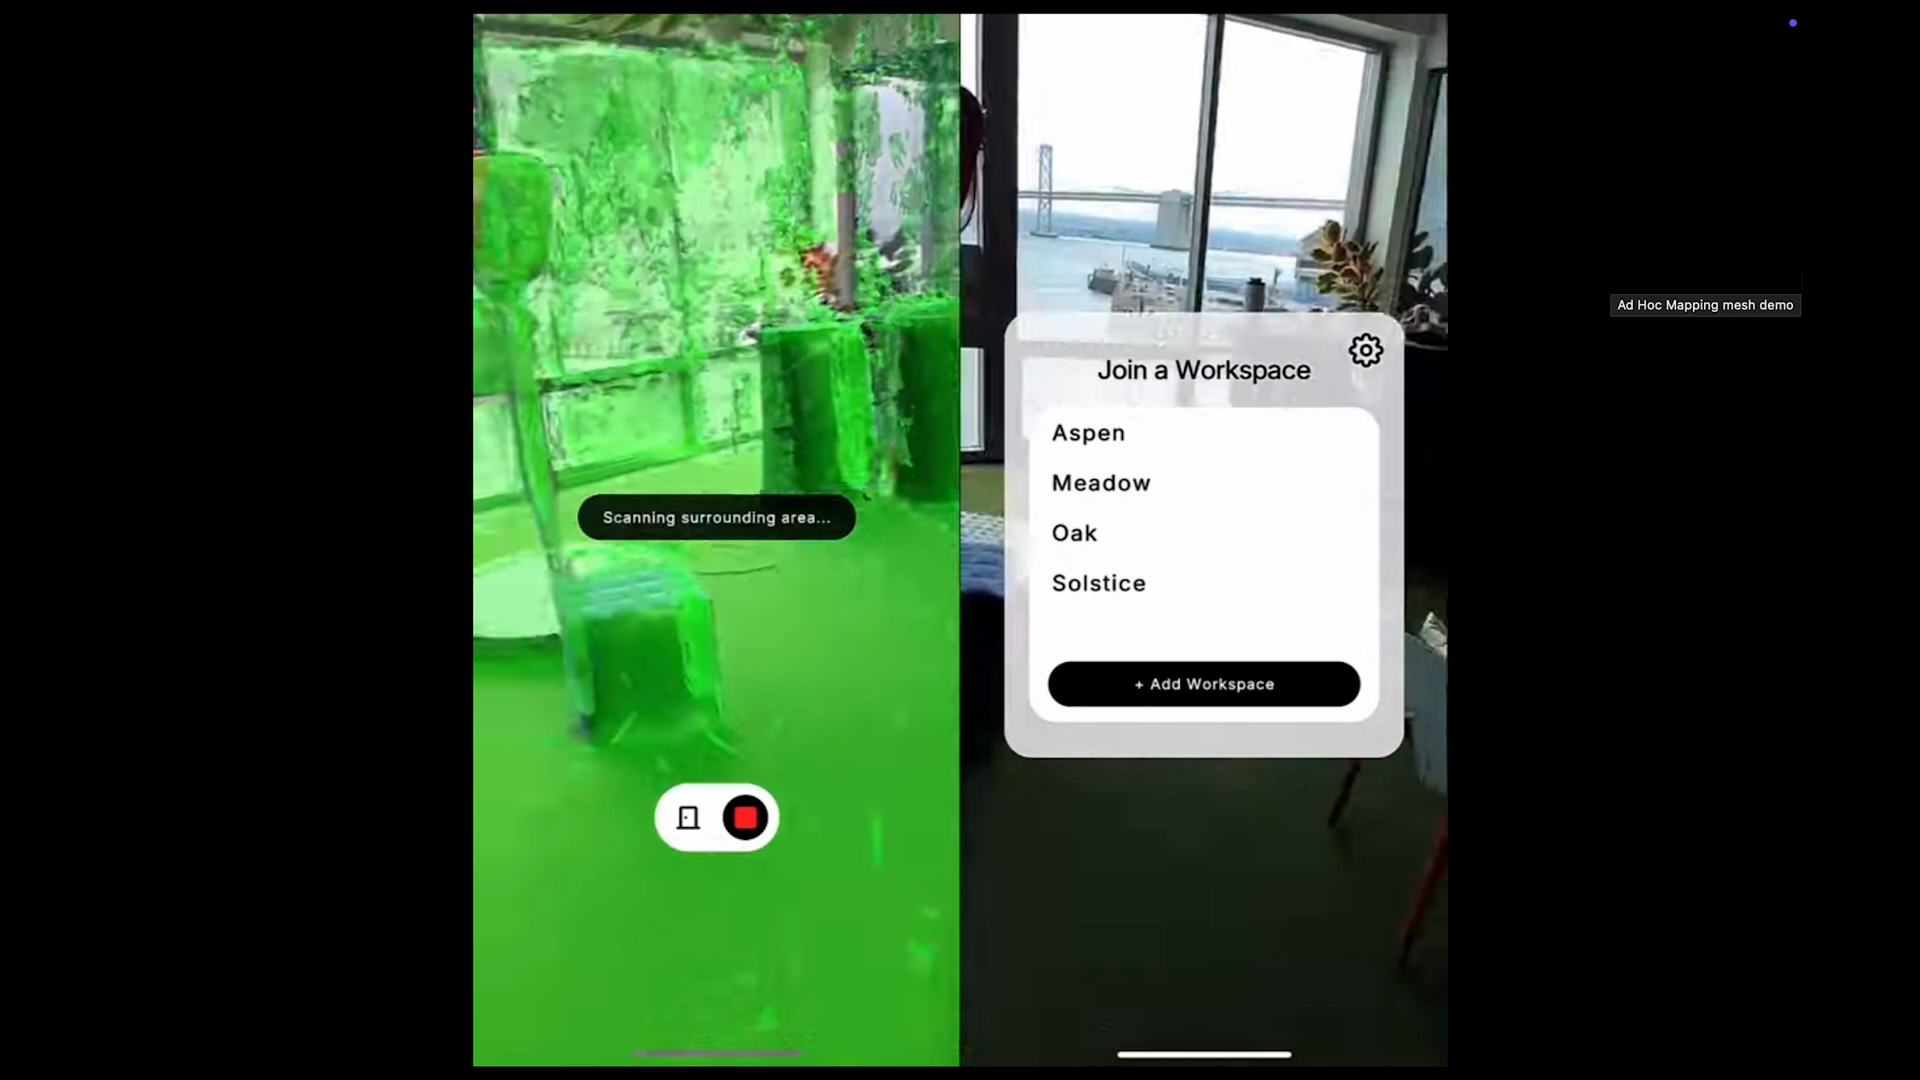 Scanning surrounding area...
Join a Workspace
Aspen
Meadow
Oak
Solstice
+ Add Workspace
Ad Hoc Mapping mesh demo